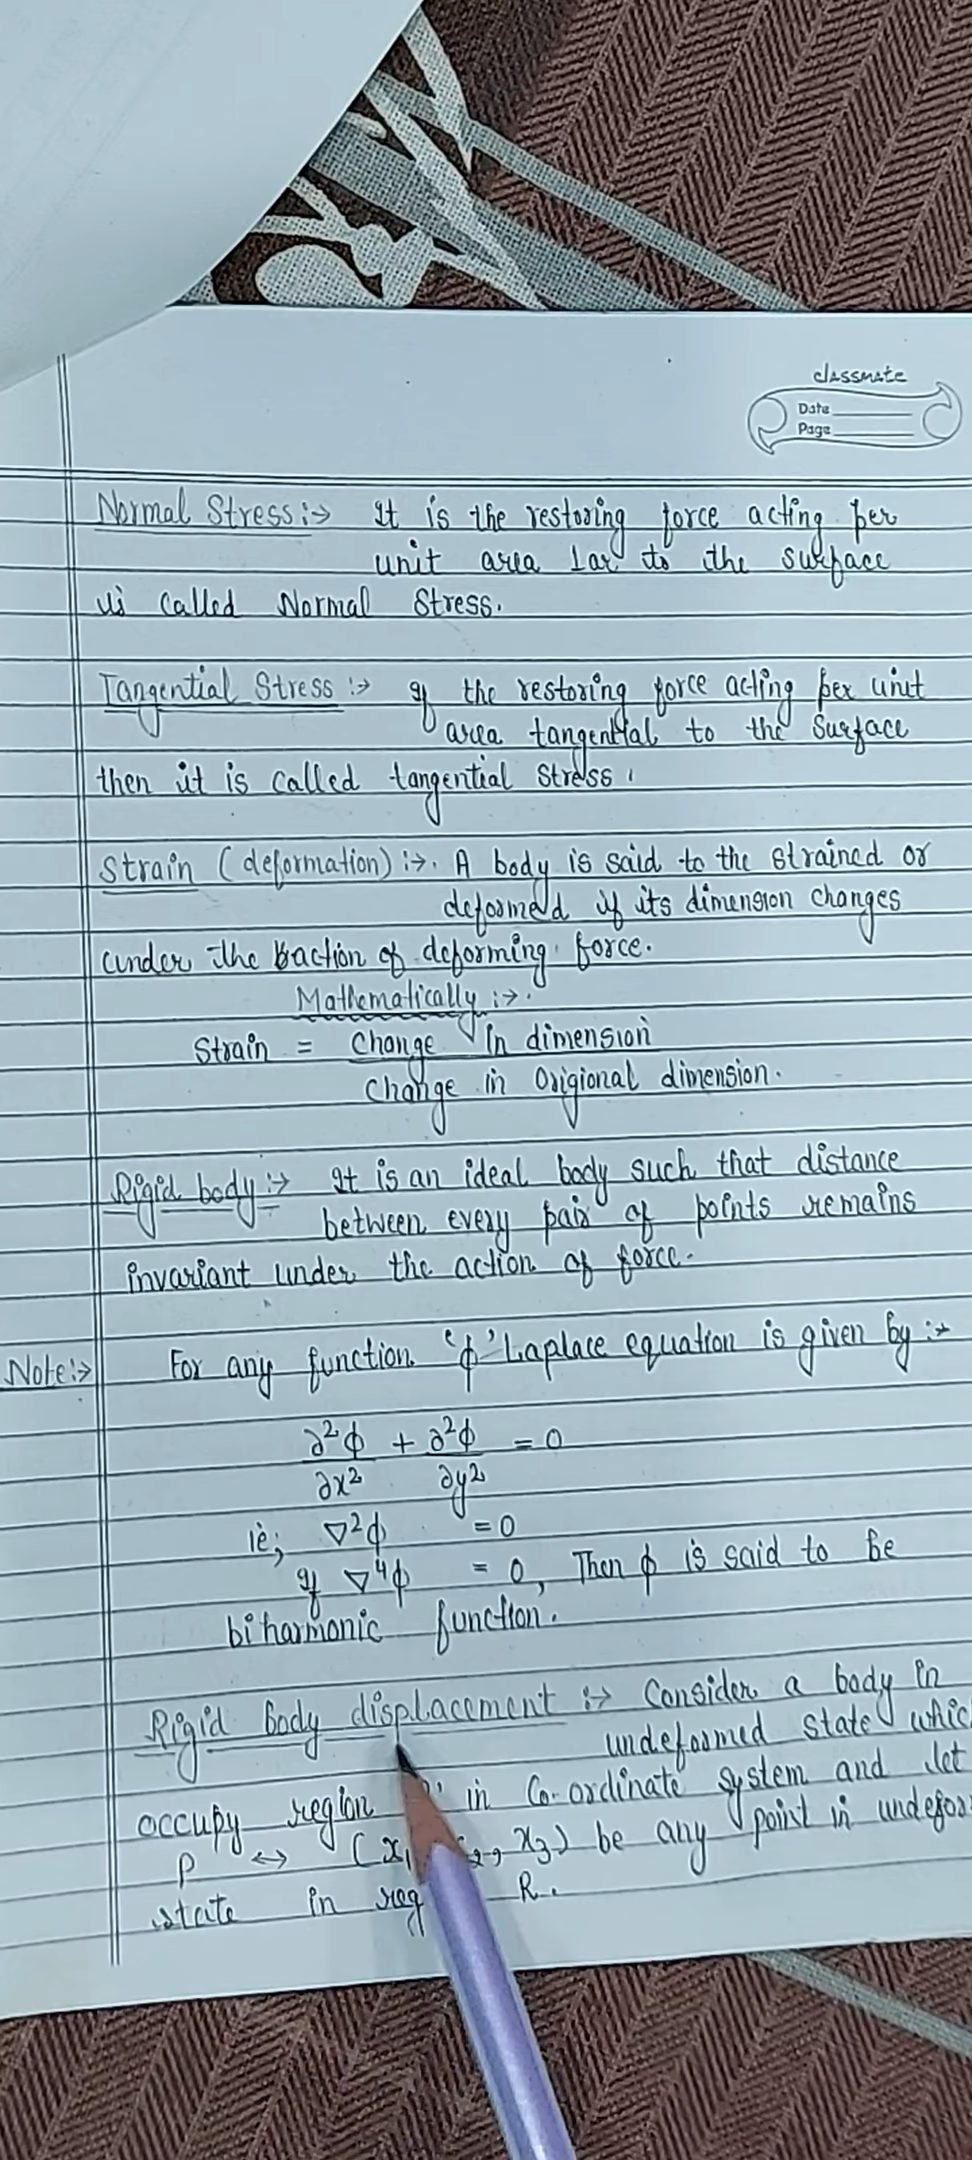 classmate
Date
Page
Normal Stress :→ It is the restoring force acting per
unit area ⊥ar to the surface
is called Normal Stress.
Tangential Stress :→ If the restoring force acting per unit
area tangential to the surface
then it is called tangential stress.
Strain (deformation) :→. A body is said to the strained or
deformed if its dimension changes
under the action of deforming force.
Mathematically :→.
Strain = Change In dimension
Change in Origional dimension.
Rigid body :→ It is an ideal body such that distance
between every pair of points remains
invariant under the action of force.
Note :→ For any function 'ϕ' Laplace equation is given by :→
∂²ϕ/∂x² + ∂²ϕ/∂y² = 0
ie; ∇²ϕ = 0
If ∇⁴ϕ = 0, Then ϕ is said to be
biharmonic function.
Rigid body displacement :→ Consider a body in
undeformed state
occupy region in Co-ordinate system and let
P ↔ (x₁ , x₃) be any point in
state in R.